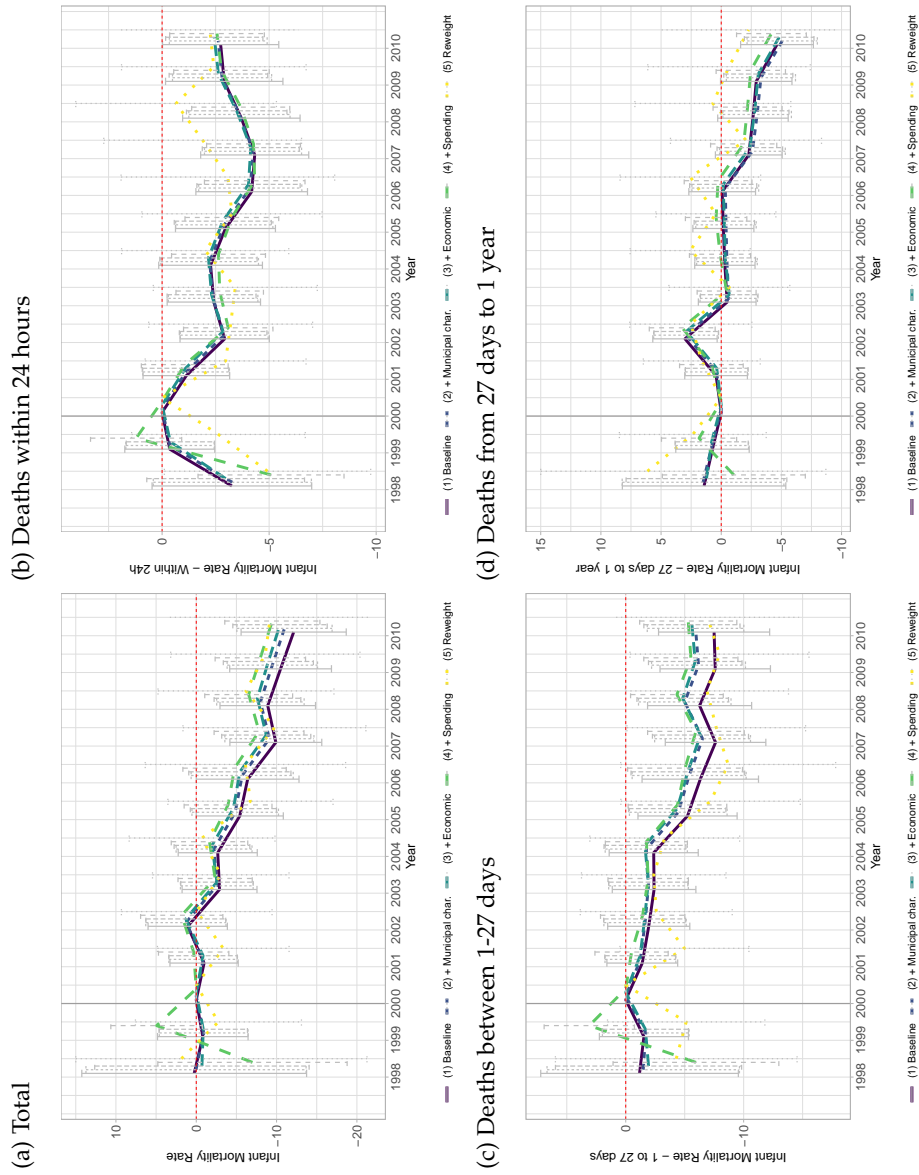 (a) Total
Infant Mortality Rate
10
0
−10
−20
1998 1999 2000 2001 2002 2003 2004 2005 2006 2007 2008 2009 2010
Year
(1) Baseline (2) + Municipal char. (3) + Economic (4) + Spending (5) Reweight
(b) Deaths within 24 hours
Infant Mortality Rate − Within 24h
5
0
−5
−10
1998 1999 2000 2001 2002 2003 2004 2005 2006 2007 2008 2009 2010
Year
(1) Baseline (2) + Municipal char. (3) + Economic (4) + Spending (5) Reweight
(c) Deaths between 1-27 days
Infant Mortality Rate − 1 to 27 days
5
0
−5
−10
−15
1998 1999 2000 2001 2002 2003 2004 2005 2006 2007 2008 2009 2010
Year
(1) Baseline (2) + Municipal char. (3) + Economic (4) + Spending (5) Reweight
(d) Deaths from 27 days to 1 year
Infant Mortality Rate − 27 days to 1 year
15
10
5
0
−5
−10
1998 1999 2000 2001 2002 2003 2004 2005 2006 2007 2008 2009 2010
Year
(1) Baseline (2) + Municipal char. (3) + Economic (4) + Spending (5) Reweight